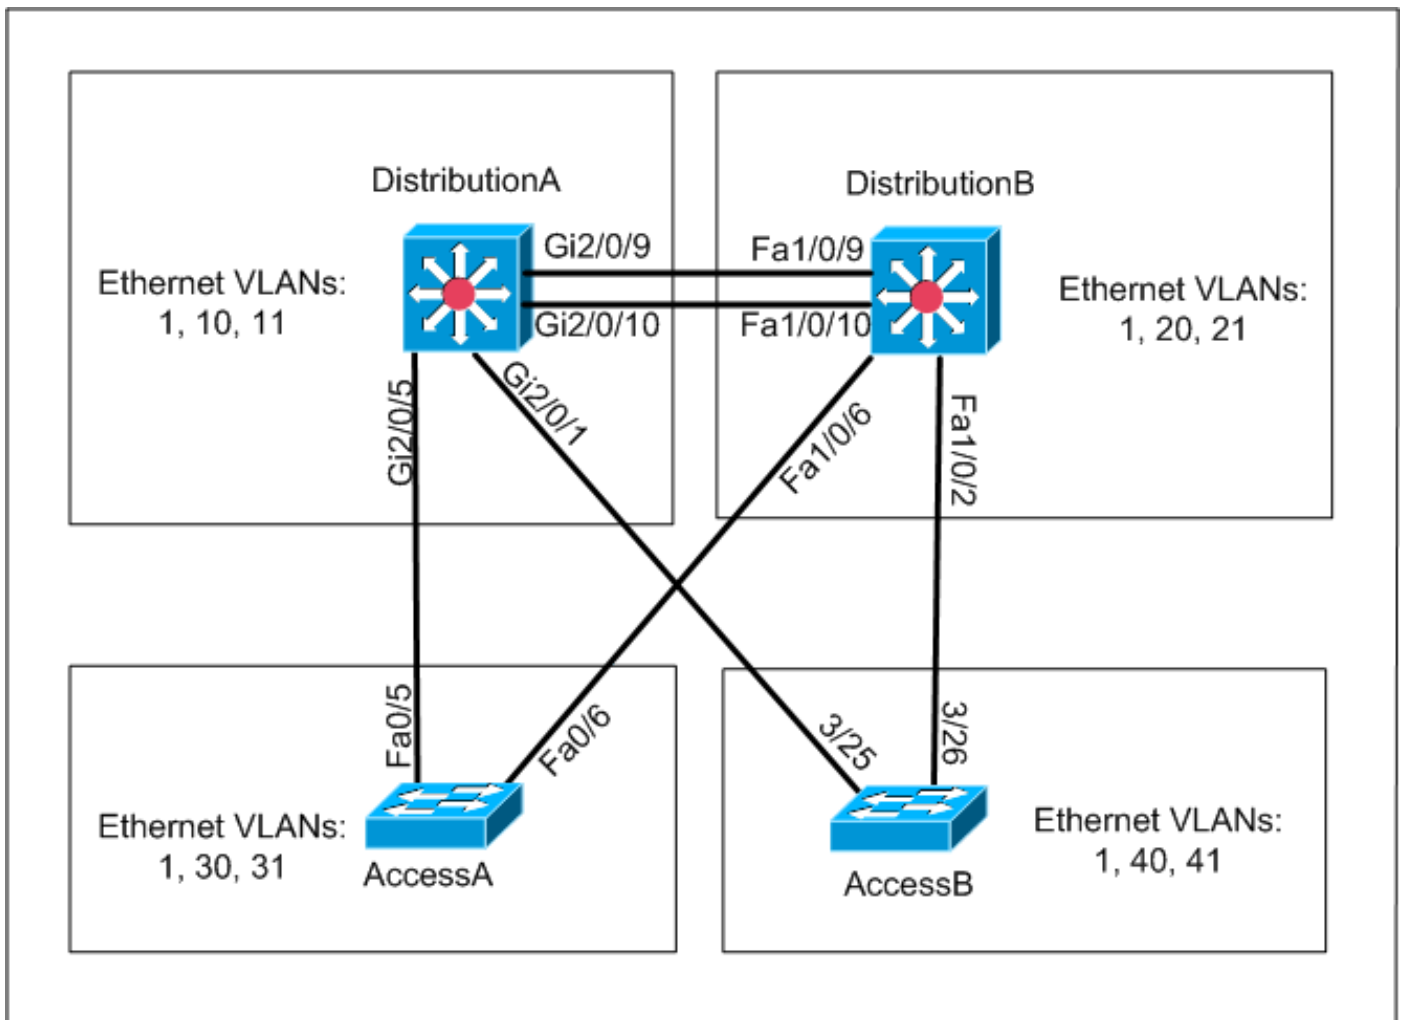 DistributionA
DistributionB
Gi2/0/9
Fa1/0/9
Ethernet VLANs:
1, 10, 11
Ethernet VLANs:
1, 20, 21
Gi2/0/10
Fa1/0/10
Gi2/0/5
Gi2/0/1
Fa1/0/6
Fa1/0/2
Fa0/5
Fa0/6
3/25
3/26
Ethernet VLANs:
1, 30, 31
AccessA
AccessB
Ethernet VLANs:
1, 40, 41